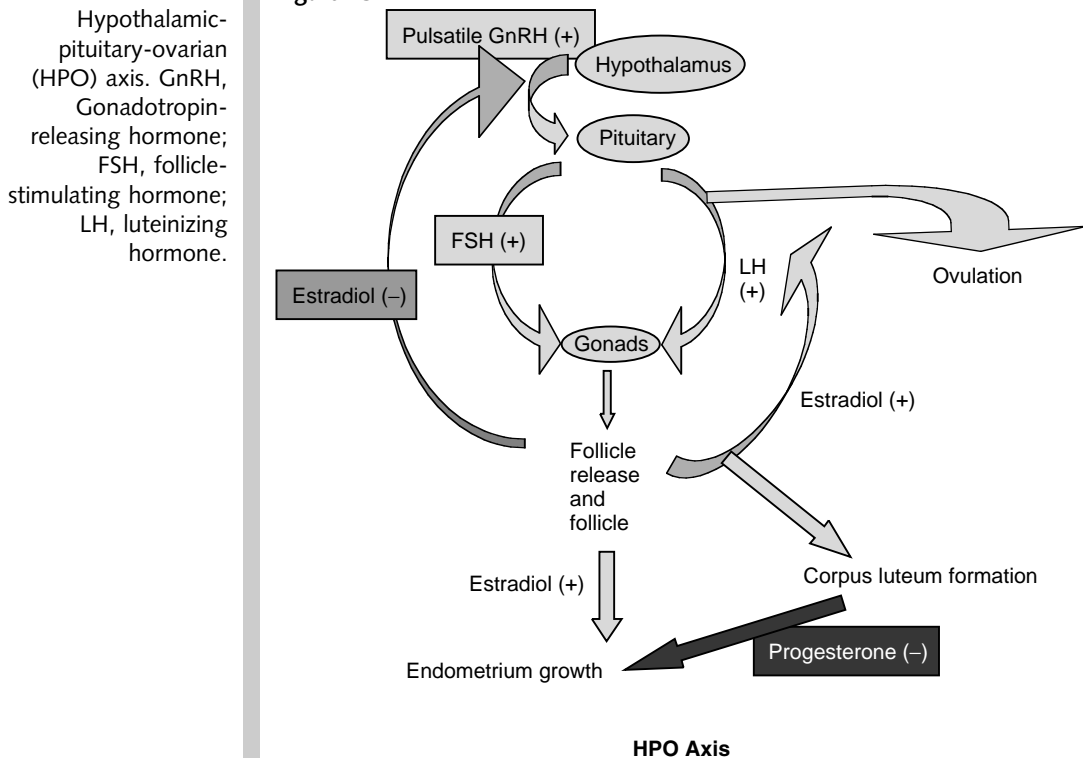 Hypothalamic-
pituitary-ovarian
(HPO) axis. GnRH,
Gonadotropin-
releasing hormone;
FSH, follicle-
stimulating hormone;
LH, luteinizing
hormone.
Pulsatile GnRH (+)
Hypothalamus
Pituitary
FSH (+)
LH
(+)
Ovulation
Estradiol (–)
Gonads
Estradiol (+)
Follicle
release
and
follicle
Estradiol (+)
Corpus luteum formation
Progesterone (–)
Endometrium growth
HPO Axis